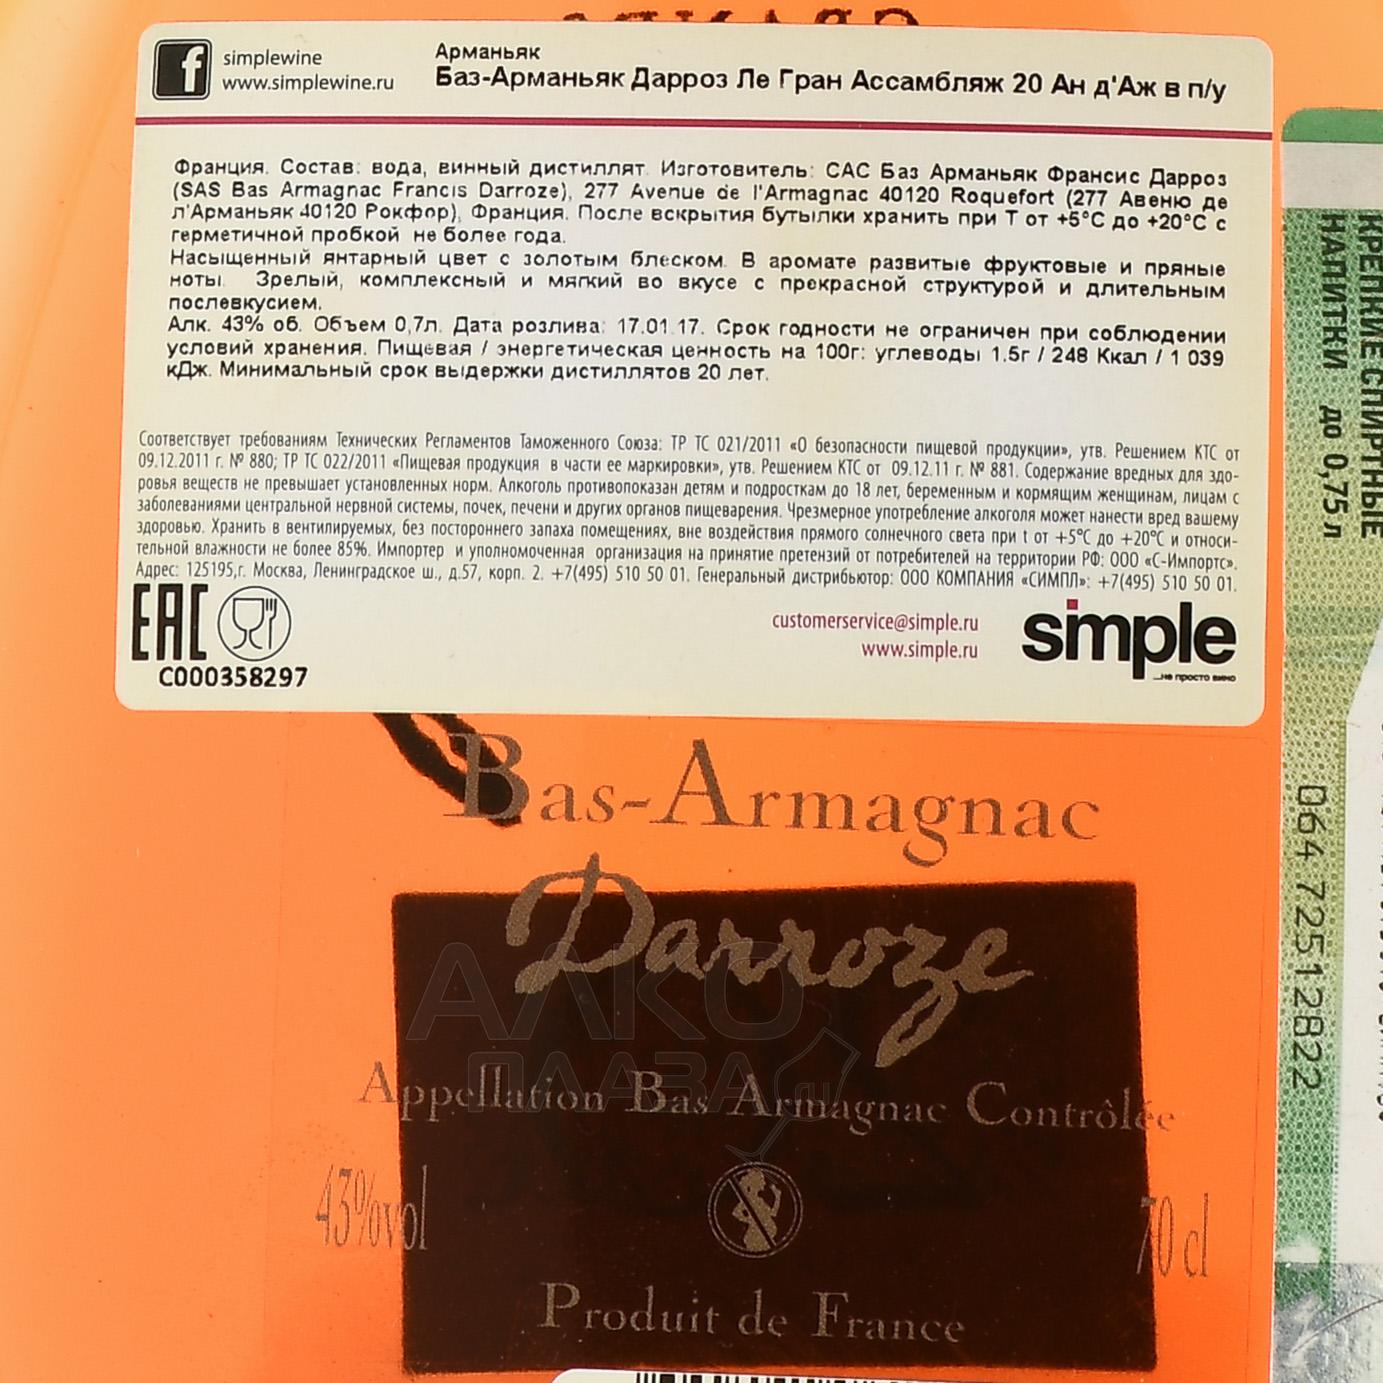 simplewine
www.simplewine.ru
Арманьяк
Баз-Арманьяк Дарроз Ле Гран Ассамбляж 20 Ан д'Аж в п/у
Франция. Состав: вода, винный дистиллят. Изготовитель: САС Баз Арманьяк Франсис Дарроз
(SAS Bas Armagnac Francis Darroze), 277 Avenue de l'Armagnac 40120 Roquefort (277 Авеню де
л'Арманьяк 40120 Рокфор), Франция. После вскрытия бутылки хранить при Т от +5°С до +20°С с
герметичной пробкой не более года.
Насыщенный янтарный цвет с золотым блеском. В аромате развитые фруктовые и пряные
ноты. Зрелый, комплексный и мягкий во вкусе с прекрасной структурой и длительным
послевкусием.
Алк. 43% об. Объем 0,7л. Дата розлива: 17.01.17. Срок годности не ограничен при соблюдении
условий хранения. Пищевая / энергетическая ценность на 100г: углеводы 1.5г / 248 Ккал / 1 039
кДж. Минимальный срок выдержки дистиллятов 20 лет.
Соответствует требованиям Технических Регламентов Таможенного Союза: ТР ТС 021/2011 «О безопасности пищевой продукции», утв. Решением КТС от
09.12.2011 г. № 880; ТР ТС 022/2011 «Пищевая продукция в части ее маркировки», утв. Решением КТС от 09.12.11 г. № 881. Содержание вредных для здо-
ровья веществ не превышает установленных норм. Алкоголь противопоказан детям и подросткам до 18 лет, беременным и кормящим женщинам, лицам с
заболеваниями центральной нервной системы, почек, печени и других органов пищеварения. Чрезмерное употребление алкоголя может нанести вред вашему
здоровью. Хранить в вентилируемых, без постороннего запаха помещениях, вне воздействия прямого солнечного света при t от +5°С до +20°С и относи-
тельной влажности не более 85%. Импортер и уполномоченная организация на принятие претензий от потребителей на территории РФ: ООО «С-Импортс».
Адрес: 125195,г. Москва, Ленинградское ш., д.57, корп. 2. +7(495) 510 50 01. Генеральный дистрибьютор: ООО КОМПАНИЯ «СИМПЛ»: +7(495) 510 50 01.
EAC
C000358297
customerservice@simple.ru
www.simple.ru
simple
...не просто вино
КРЕПКИЕ СПИРТНЫЕ
НАПИТКИ до 0,75 л
064 72512822
Bas-Armagnac
Darroze
Appellation Bas Armagnac Contrôlée
43%vol
70 cl
Produit de France
АЛКО
ПЛАЗА
.ru